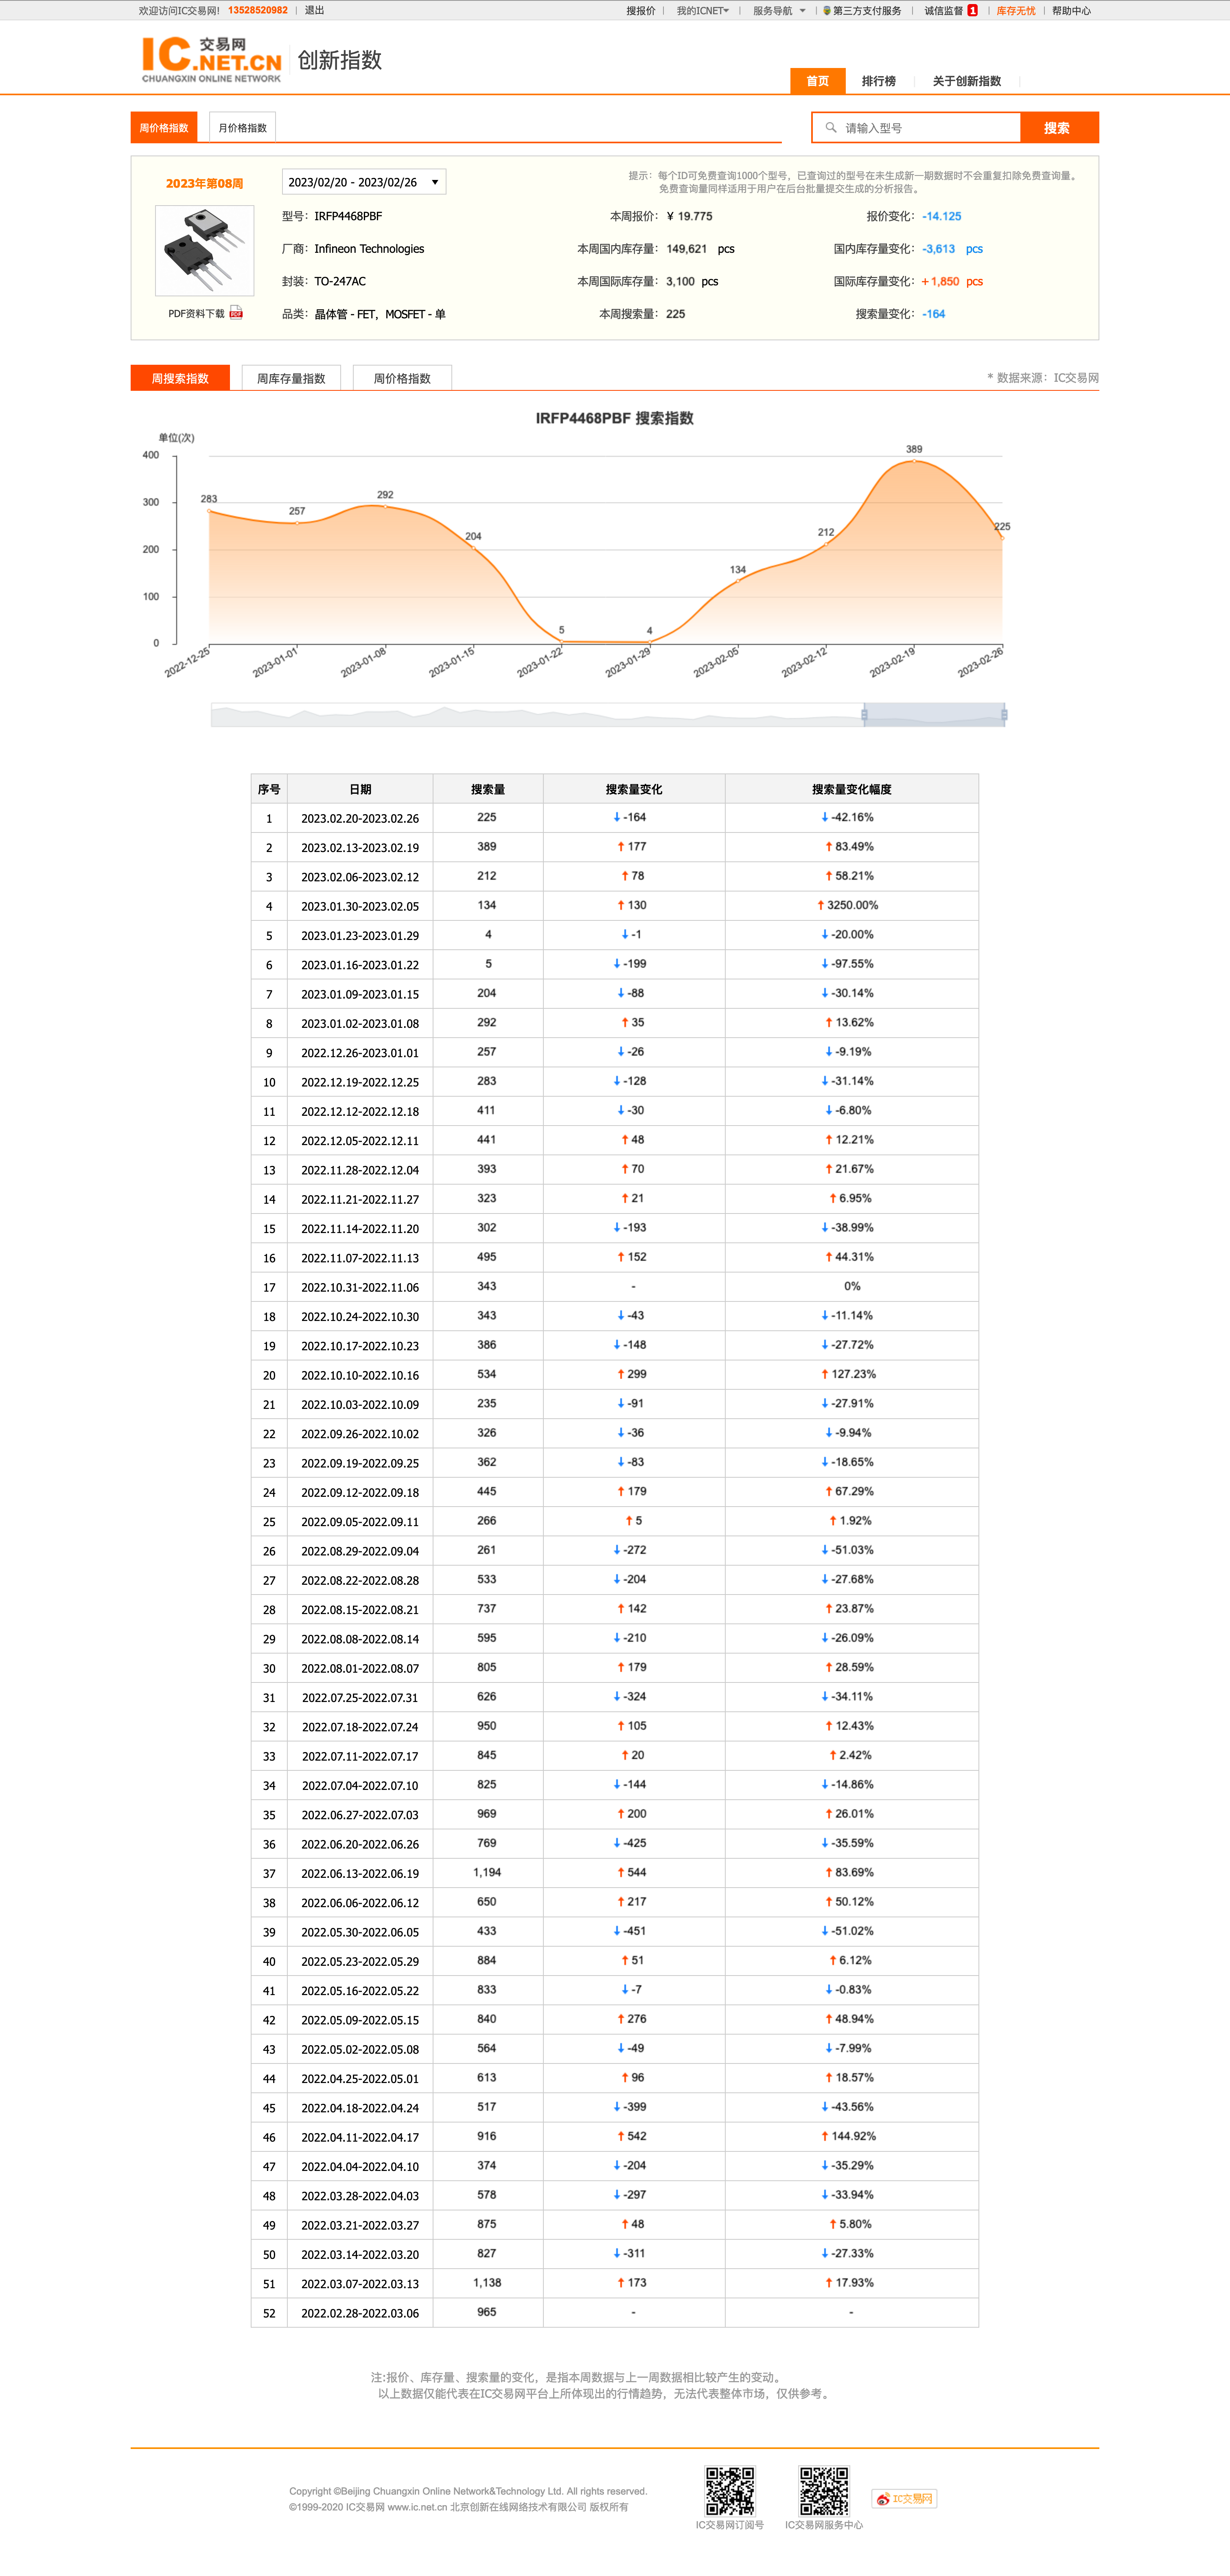 欢迎访问IC交易网! 13528520982 | 退出
搜报价 | 我的ICNET | 服务导航 | 第三方支付服务 | 诚信监督 1 | 库存无忧 | 帮助中心
IC交易网
.NET.CN
CHUANGXIN ONLINE NETWORK
创新指数
首页 排行榜 关于创新指数
周价格指数 月价格指数
请输入型号 搜索
2023年第08周
2023/02/20 - 2023/02/26
提示：每个ID可免费查询1000个型号，已查询过的型号在未生成新一期数据时不会重复扣除免费查询量。
免费查询量同样适用于用户在后台批量提交生成的分析报告。
型号：IRFP4468PBF 本周报价：¥ 19.775 报价变化：-14.125
厂商：Infineon Technologies 本周国内库存量：149,621 pcs 国内库存量变化：-3,613 pcs
封装：TO-247AC 本周国际库存量：3,100 pcs 国际库存量变化：+1,850 pcs
PDF资料下载 PDF
品类：晶体管 - FET，MOSFET - 单 本周搜索量：225 搜索量变化：-164
周搜索指数 周库存量指数 周价格指数
* 数据来源：IC交易网
IRFP4468PBF 搜索指数
单位(次)
400
300
200
100
0
283
257
292
204
5
4
134
212
389
225
2022-12-25
2023-01-01
2023-01-08
2023-01-15
2023-01-22
2023-01-29
2023-02-05
2023-02-12
2023-02-19
2023-02-26
序号 日期 搜索量 搜索量变化 搜索量变化幅度
1 2023.02.20-2023.02.26 225 ↓ -164 ↓ -42.16%
2 2023.02.13-2023.02.19 389 ↑ 177 ↑ 83.49%
3 2023.02.06-2023.02.12 212 ↑ 78 ↑ 58.21%
4 2023.01.30-2023.02.05 134 ↑ 130 ↑ 3250.00%
5 2023.01.23-2023.01.29 4 ↓ -1 ↓ -20.00%
6 2023.01.16-2023.01.22 5 ↓ -199 ↓ -97.55%
7 2023.01.09-2023.01.15 204 ↓ -88 ↓ -30.14%
8 2023.01.02-2023.01.08 292 ↑ 35 ↑ 13.62%
9 2022.12.26-2023.01.01 257 ↓ -26 ↓ -9.19%
10 2022.12.19-2022.12.25 283 ↓ -128 ↓ -31.14%
11 2022.12.12-2022.12.18 411 ↓ -30 ↓ -6.80%
12 2022.12.05-2022.12.11 441 ↑ 48 ↑ 12.21%
13 2022.11.28-2022.12.04 393 ↑ 70 ↑ 21.67%
14 2022.11.21-2022.11.27 323 ↑ 21 ↑ 6.95%
15 2022.11.14-2022.11.20 302 ↓ -193 ↓ -38.99%
16 2022.11.07-2022.11.13 495 ↑ 152 ↑ 44.31%
17 2022.10.31-2022.11.06 343 - 0%
18 2022.10.24-2022.10.30 343 ↓ -43 ↓ -11.14%
19 2022.10.17-2022.10.23 386 ↓ -148 ↓ -27.72%
20 2022.10.10-2022.10.16 534 ↑ 299 ↑ 127.23%
21 2022.10.03-2022.10.09 235 ↓ -91 ↓ -27.91%
22 2022.09.26-2022.10.02 326 ↓ -36 ↓ -9.94%
23 2022.09.19-2022.09.25 362 ↓ -83 ↓ -18.65%
24 2022.09.12-2022.09.18 445 ↑ 179 ↑ 67.29%
25 2022.09.05-2022.09.11 266 ↑ 5 ↑ 1.92%
26 2022.08.29-2022.09.04 261 ↓ -272 ↓ -51.03%
27 2022.08.22-2022.08.28 533 ↓ -204 ↓ -27.68%
28 2022.08.15-2022.08.21 737 ↑ 142 ↑ 23.87%
29 2022.08.08-2022.08.14 595 ↓ -210 ↓ -26.09%
30 2022.08.01-2022.08.07 805 ↑ 179 ↑ 28.59%
31 2022.07.25-2022.07.31 626 ↓ -324 ↓ -34.11%
32 2022.07.18-2022.07.24 950 ↑ 105 ↑ 12.43%
33 2022.07.11-2022.07.17 845 ↑ 20 ↑ 2.42%
34 2022.07.04-2022.07.10 825 ↓ -144 ↓ -14.86%
35 2022.06.27-2022.07.03 969 ↑ 200 ↑ 26.01%
36 2022.06.20-2022.06.26 769 ↓ -425 ↓ -35.59%
37 2022.06.13-2022.06.19 1,194 ↑ 544 ↑ 83.69%
38 2022.06.06-2022.06.12 650 ↑ 217 ↑ 50.12%
39 2022.05.30-2022.06.05 433 ↓ -451 ↓ -51.02%
40 2022.05.23-2022.05.29 884 ↑ 51 ↑ 6.12%
41 2022.05.16-2022.05.22 833 ↓ -7 ↓ -0.83%
42 2022.05.09-2022.05.15 840 ↑ 276 ↑ 48.94%
43 2022.05.02-2022.05.08 564 ↓ -49 ↓ -7.99%
44 2022.04.25-2022.05.01 613 ↑ 96 ↑ 18.57%
45 2022.04.18-2022.04.24 517 ↓ -399 ↓ -43.56%
46 2022.04.11-2022.04.17 916 ↑ 542 ↑ 144.92%
47 2022.04.04-2022.04.10 374 ↓ -204 ↓ -35.29%
48 2022.03.28-2022.04.03 578 ↓ -297 ↓ -33.94%
49 2022.03.21-2022.03.27 875 ↑ 48 ↑ 5.80%
50 2022.03.14-2022.03.20 827 ↓ -311 ↓ -27.33%
51 2022.03.07-2022.03.13 1,138 ↑ 173 ↑ 17.93%
52 2022.02.28-2022.03.06 965 - -
注:报价、库存量、搜索量的变化，是指本周数据与上一周数据相比较产生的变动。
以上数据仅能代表在IC交易网平台上所体现出的行情趋势，无法代表整体市场，仅供参考。
Copyright ©Beijing Chuangxin Online Network&Technology Ltd. All rights reserved.
©1999-2020 IC交易网 www.ic.net.cn 北京创新在线网络技术有限公司 版权所有
IC交易网订阅号 IC交易网服务中心
IC交易网